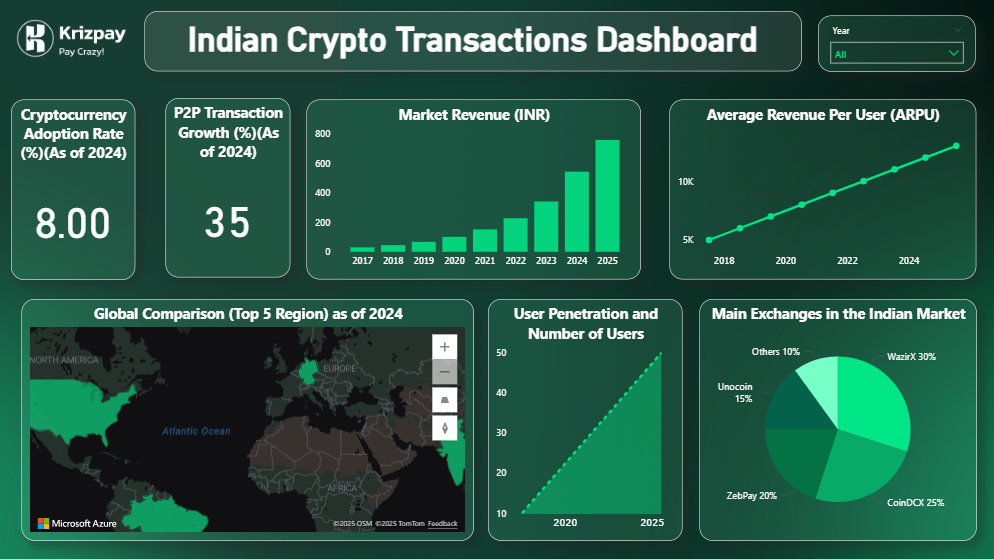 Krizpay
Pay Crazy!
Indian Crypto Transactions Dashboard
Year
All
Cryptocurrency
Adoption Rate
(%)(As of 2024)
8.00
P2P Transaction
Growth (%)(As
of 2024)
35
Market Revenue (INR)
800
600
400
200
0
2017 2018 2019 2020 2021 2022 2023 2024 2025
Average Revenue Per User (ARPU)
10K
5K
2018 2020 2022 2024
Global Comparison (Top 5 Region) as of 2024
NORTH AMERICA
EUROPE
Atlantic Ocean
AFRICA
Microsoft Azure
©2025 OSM ©2025 TomTom Feedback
User Penetration and
Number of Users
50
40
30
20
10
2020 2025
Main Exchanges in the Indian Market
Others 10%
WazirX 30%
Unocoin
15%
ZebPay 20%
CoinDCX 25%